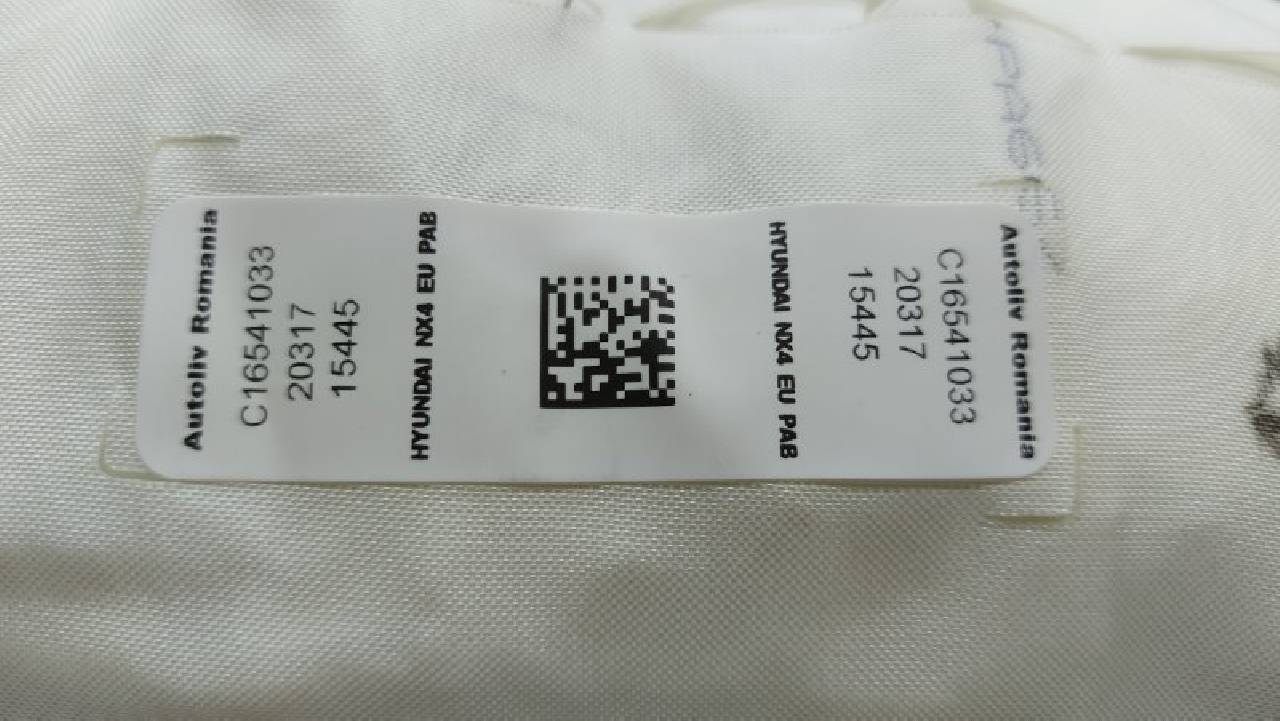 Autoliv Romania
C16541033
20317
15445
HYUNDAI NX4 EU PAB
HYUNDAI NX4 EU PAB
15445
20317
C16541033
Autoliv Romania